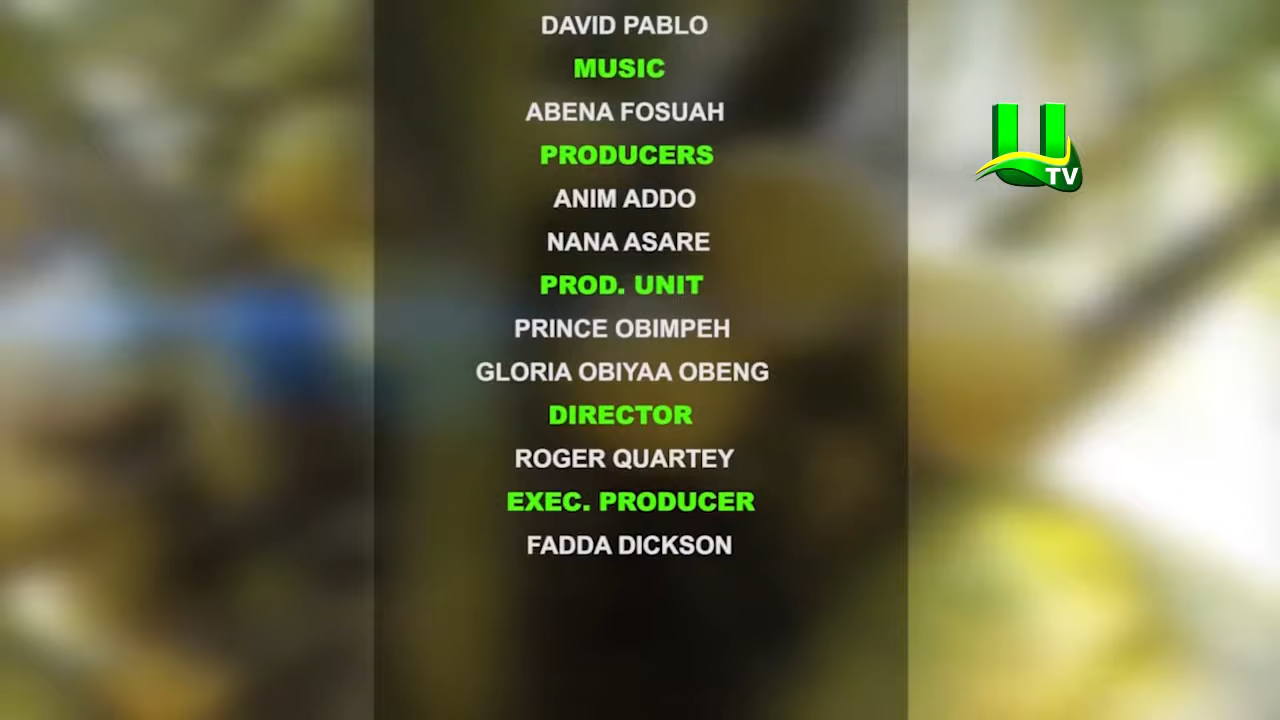 DAVID PABLO
MUSIC
ABENA FOSUAH
PRODUCERS
ANIM ADDO
NANA ASARE
PROD. UNIT
PRINCE OBIMPEH
GLORIA OBIYAA OBENG
DIRECTOR
ROGER QUARTEY
EXEC. PRODUCER
FADDA DICKSON
U TV